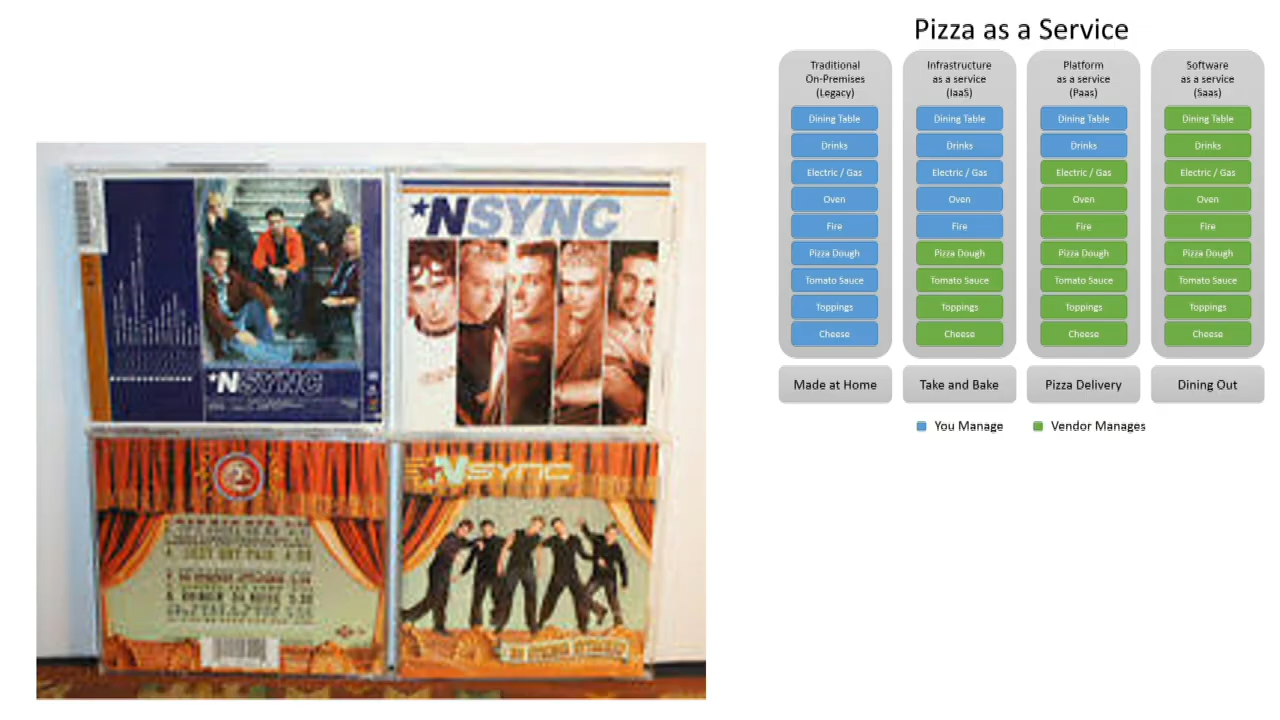 Pizza as a Service
Traditional
On-Premises
(Legacy)
Dining Table
Drinks
Electric / Gas
Oven
Fire
Pizza Dough
Tomato Sauce
Toppings
Cheese
Made at Home
Infrastructure
as a service
(IaaS)
Dining Table
Drinks
Electric / Gas
Oven
Fire
Pizza Dough
Tomato Sauce
Toppings
Cheese
Take and Bake
Platform
as a service
(Paas)
Dining Table
Drinks
Electric / Gas
Oven
Fire
Pizza Dough
Tomato Sauce
Toppings
Cheese
Pizza Delivery
Software
as a service
(Saas)
Dining Table
Drinks
Electric / Gas
Oven
Fire
Pizza Dough
Tomato Sauce
Toppings
Cheese
Dining Out
You Manage
Vendor Manages
*NSYNC
*NSYNC
*NSYNC